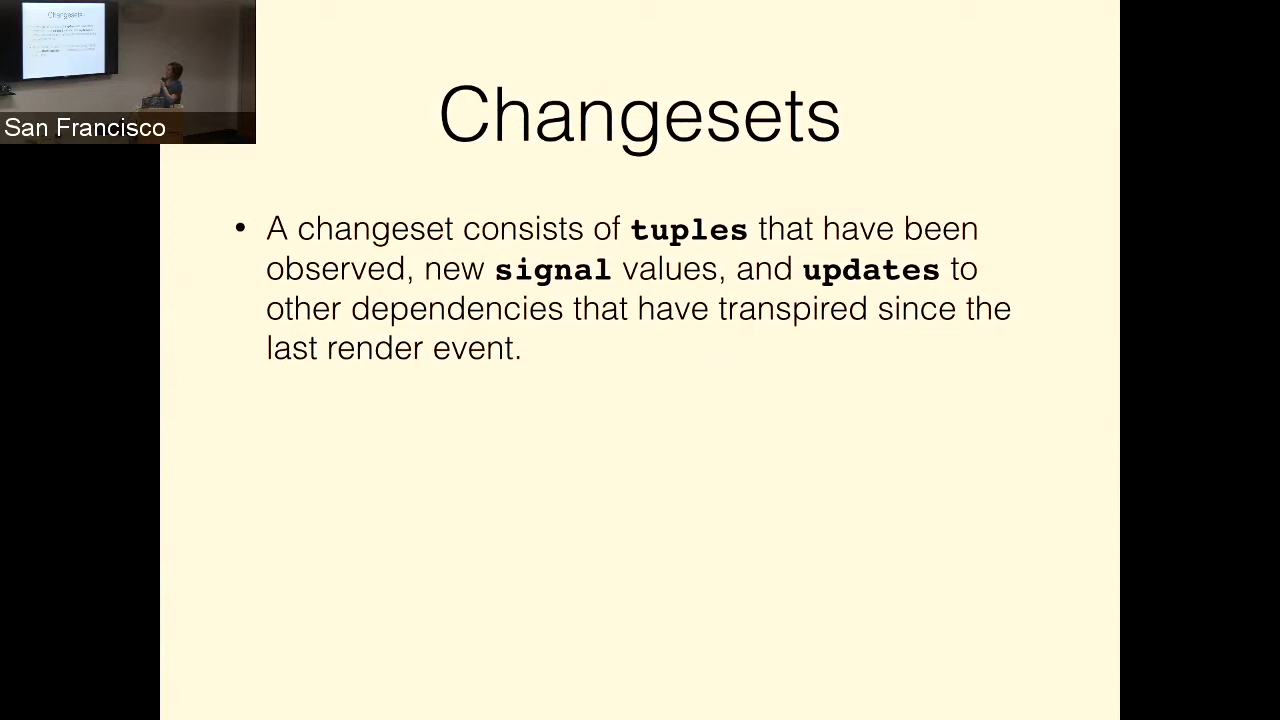 Changesets
San Francisco
Changesets
• A changeset consists of tuples that have been
observed, new signal values, and updates to
other dependencies that have transpired since the
last render event.